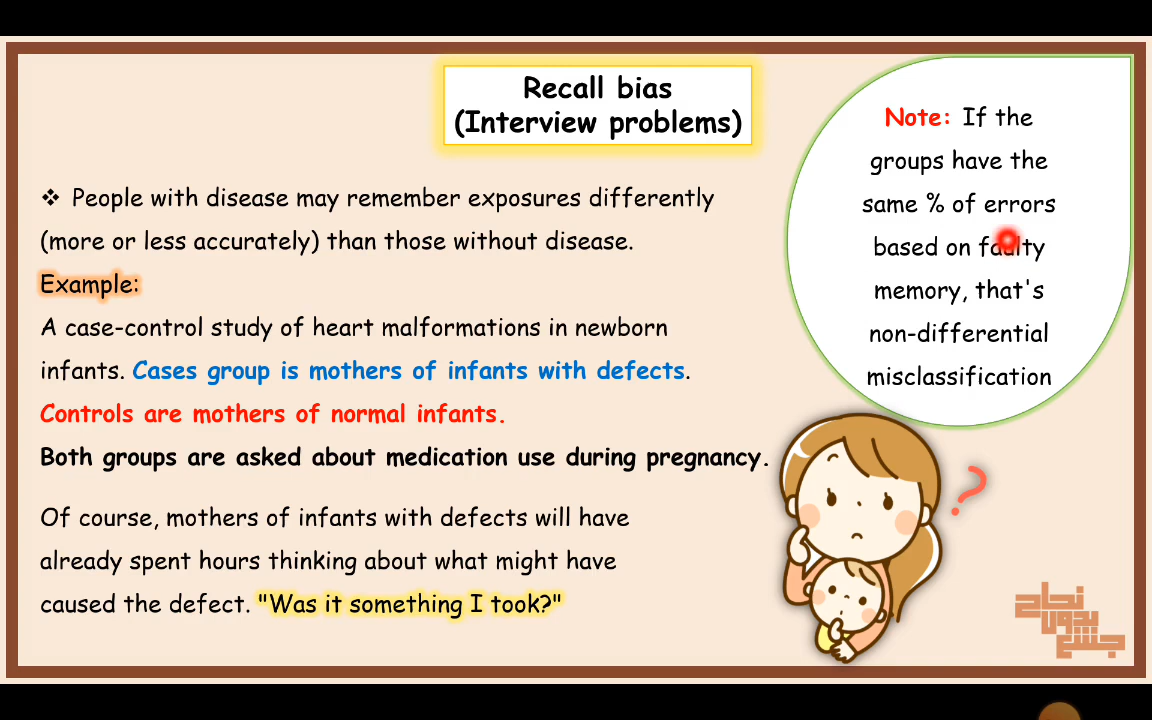 Recall bias
(Interview problems)
❖ People with disease may remember exposures differently
(more or less accurately) than those without disease.
Example:
A case-control study of heart malformations in newborn
infants. Cases group is mothers of infants with defects.
Controls are mothers of normal infants.
Both groups are asked about medication use during pregnancy.
Of course, mothers of infants with defects will have
already spent hours thinking about what might have
caused the defect. "Was it something I took?"
Note: If the
groups have the
same % of errors
based on faulty
memory, that's
non-differential
misclassification
?
نجاح
بدون
جشع